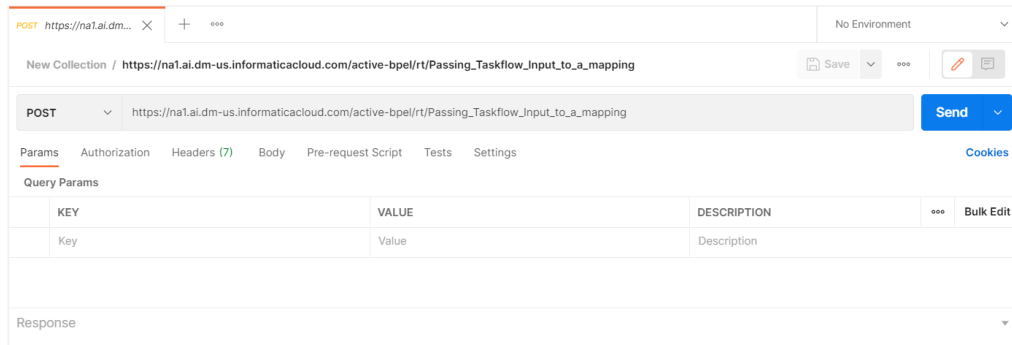 POST https://na1.ai.dm...
No Environment
New Collection / https://na1.ai.dm-us.informaticacloud.com/active-bpel/rt/Passing_Taskflow_Input_to_a_mapping
Save
POST https://na1.ai.dm-us.informaticacloud.com/active-bpel/rt/Passing_Taskflow_Input_to_a_mapping Send
Params Authorization Headers (7) Body Pre-request Script Tests Settings Cookies
Query Params
KEY VALUE DESCRIPTION Bulk Edit
Key Value Description
Response